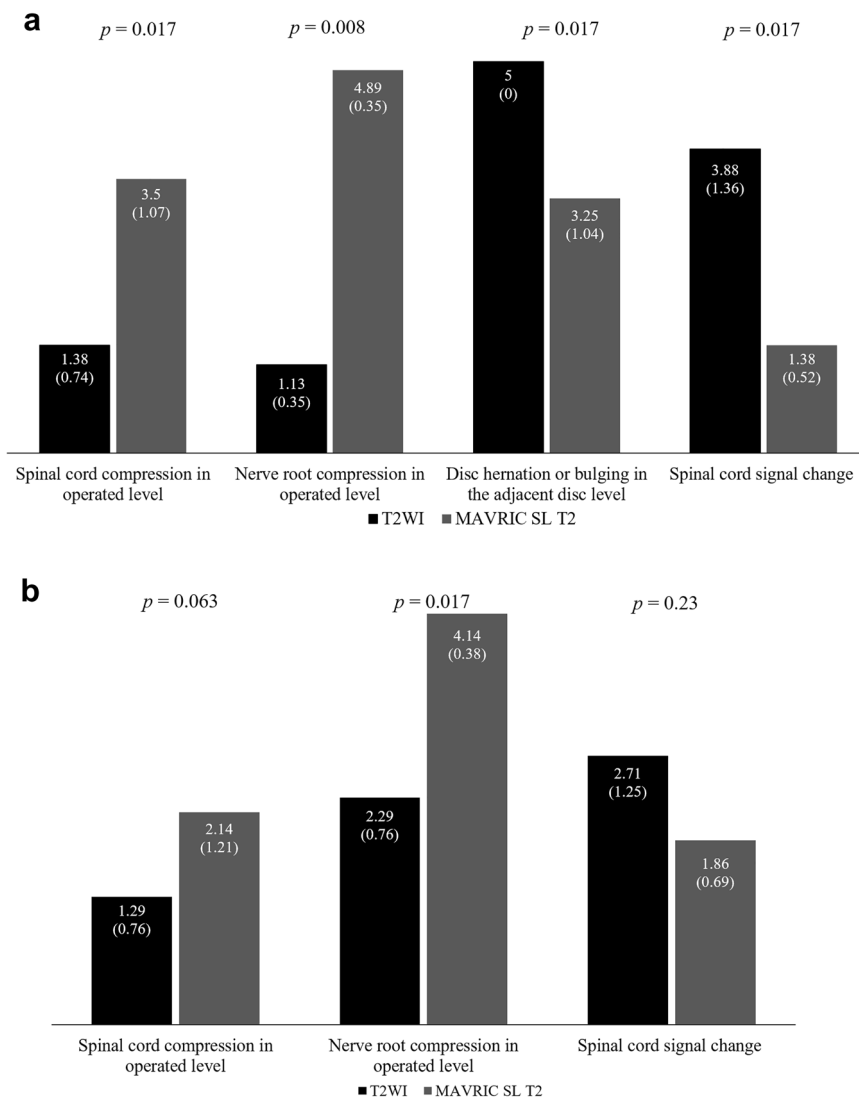 a
p = 0.017
p = 0.008
p = 0.017
p = 0.017
1.38
(0.74)
3.5
(1.07)
1.13
(0.35)
4.89
(0.35)
5
(0)
3.25
(1.04)
3.88
(1.36)
1.38
(0.52)
Spinal cord compression in
operated level
Nerve root compression in
operated level
Disc hernation or bulging in
the adjacent disc level
Spinal cord signal change
T2WI
MAVRIC SL T2
b
p = 0.063
p = 0.017
p = 0.23
1.29
(0.76)
2.14
(1.21)
2.29
(0.76)
4.14
(0.38)
2.71
(1.25)
1.86
(0.69)
Spinal cord compression in
operated level
Nerve root compression in
operated level
Spinal cord signal change
T2WI
MAVRIC SL T2